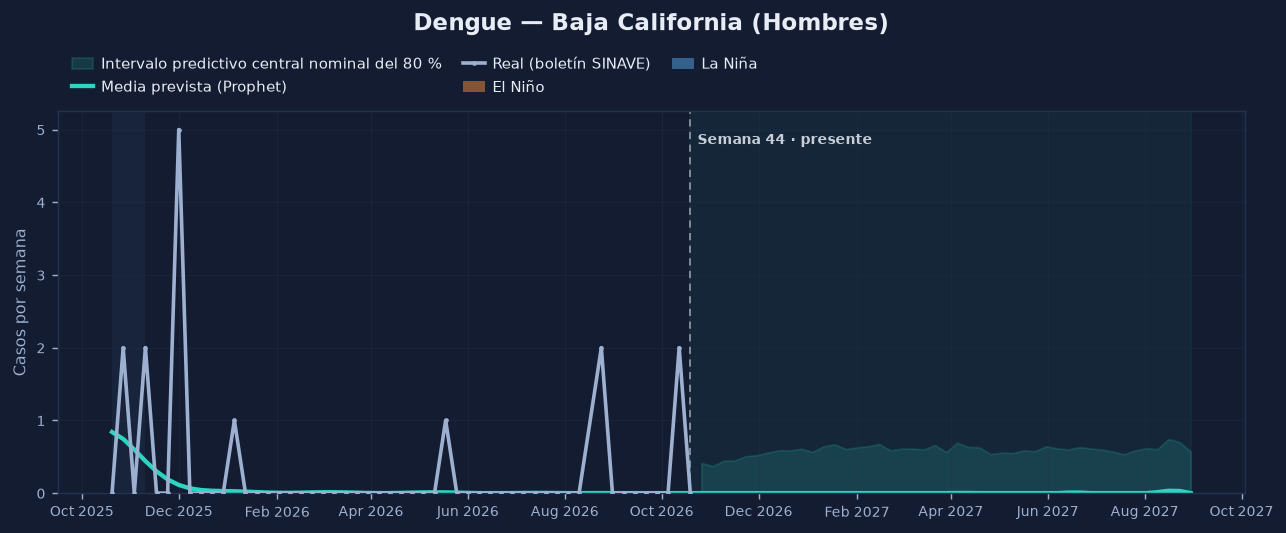 Dengue — Baja California (Hombres)
Intervalo predictivo central nominal del 80 %
Real (boletín SINAVE)
La Niña
Media prevista (Prophet)
El Niño
Semana 44 · presente
Casos por semana
5
4
3
2
1
0
Oct 2025 Dec 2025 Feb 2026 Apr 2026 Jun 2026 Aug 2026 Oct 2026 Dec 2026 Feb 2027 Apr 2027 Jun 2027 Aug 2027 Oct 2027